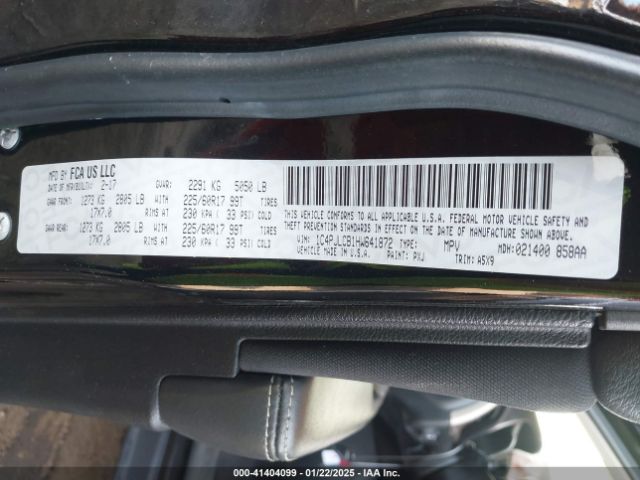 MFD BY FCA US LLC
DATE OF MFR/BUILT: 2-17 GVWR: 2291 KG 5050 LB
GAWR FRONT: 1273 KG 2805 LB 225/60R17 99T TIRES
17X7.0 RIMS AT 230 KPA ( 33 PSI) COLD
GAWR REAR: 1273 KG 2805 LB 225/60R17 99T TIRES
17X7.0 RIMS AT 230 KPA ( 33 PSI) COLD
THIS VEHICLE CONFORMS TO ALL APPLICABLE U.S.A. FEDERAL MOTOR VEHICLE SAFETY,
BUMPER, AND THEFT PREVENTION STANDARDS IN EFFECT ON THE DATE OF MANUFACTURE SHOWN ABOVE.
VIN: 1C4PJLCB1HW641872 TYPE: MPV MDH: 021400 858AA
VEHICLE MADE IN U.S.A. PAINT: PXJ TRIM: A5X9
000-41404099 - 01/22/2025 - IAA Inc.